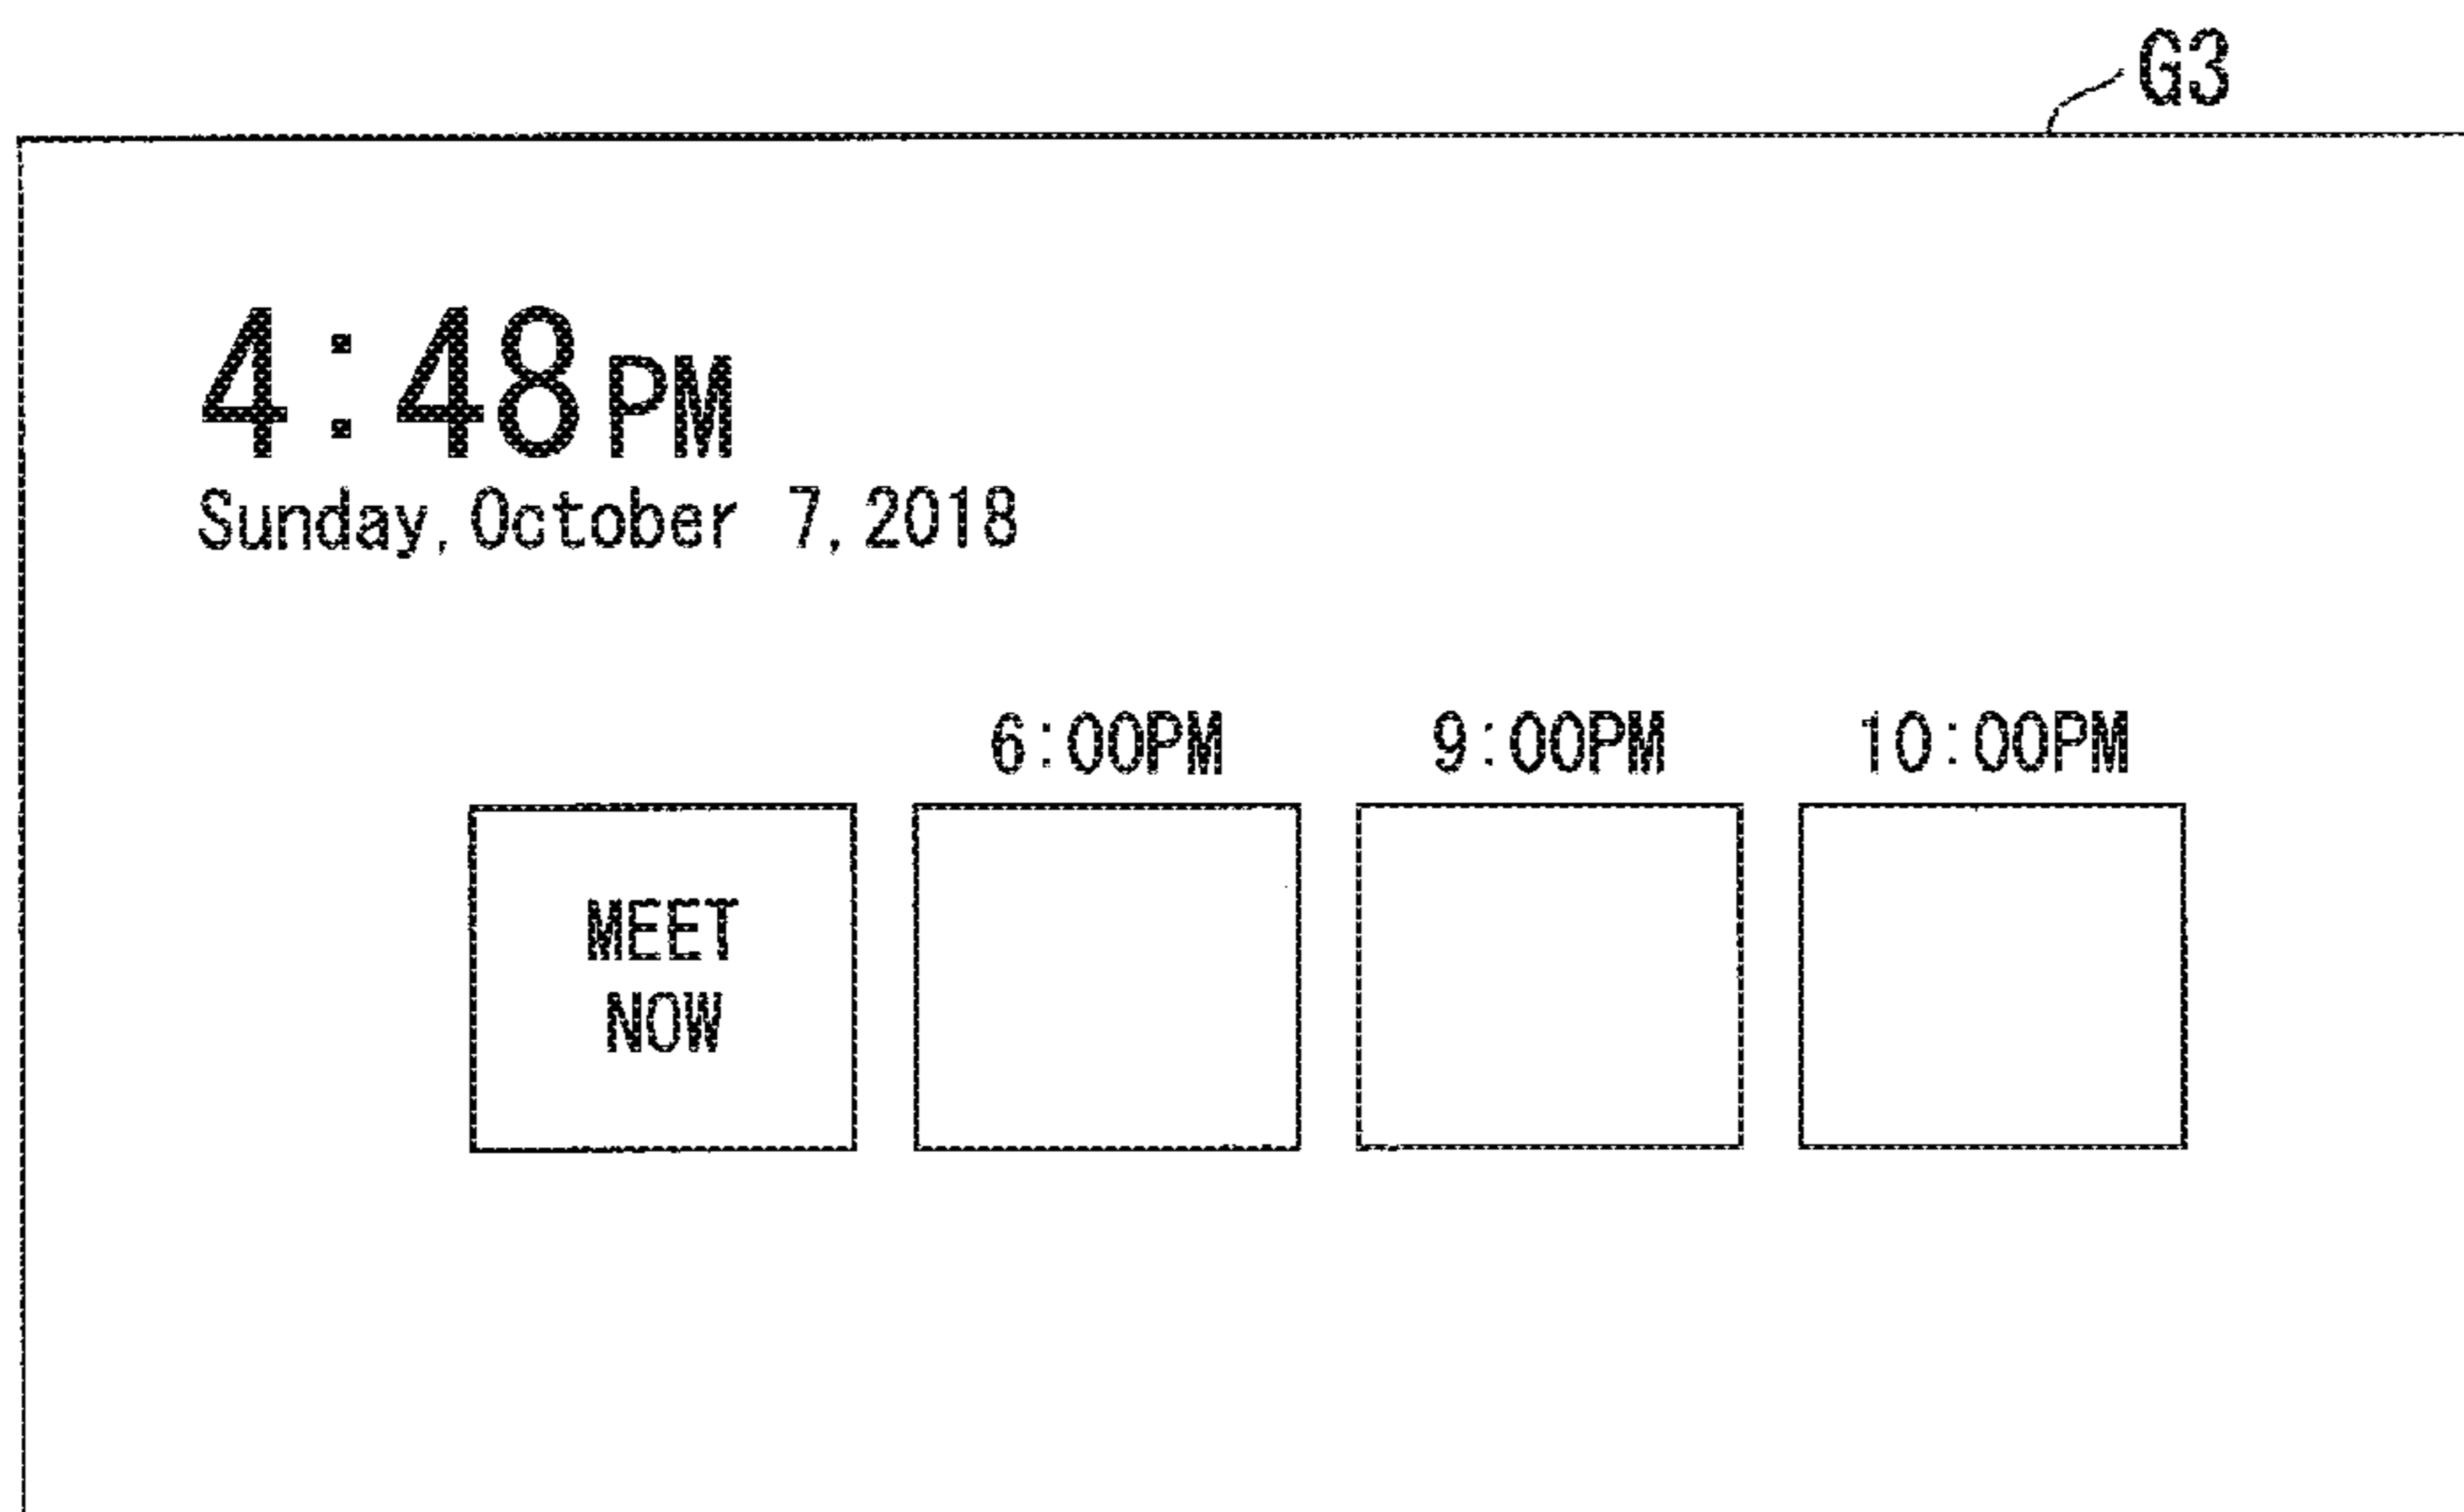 G3
4:48PM
Sunday, October 7, 2018
6:00PM 9:00PM 10:00PM
MEET
NOW